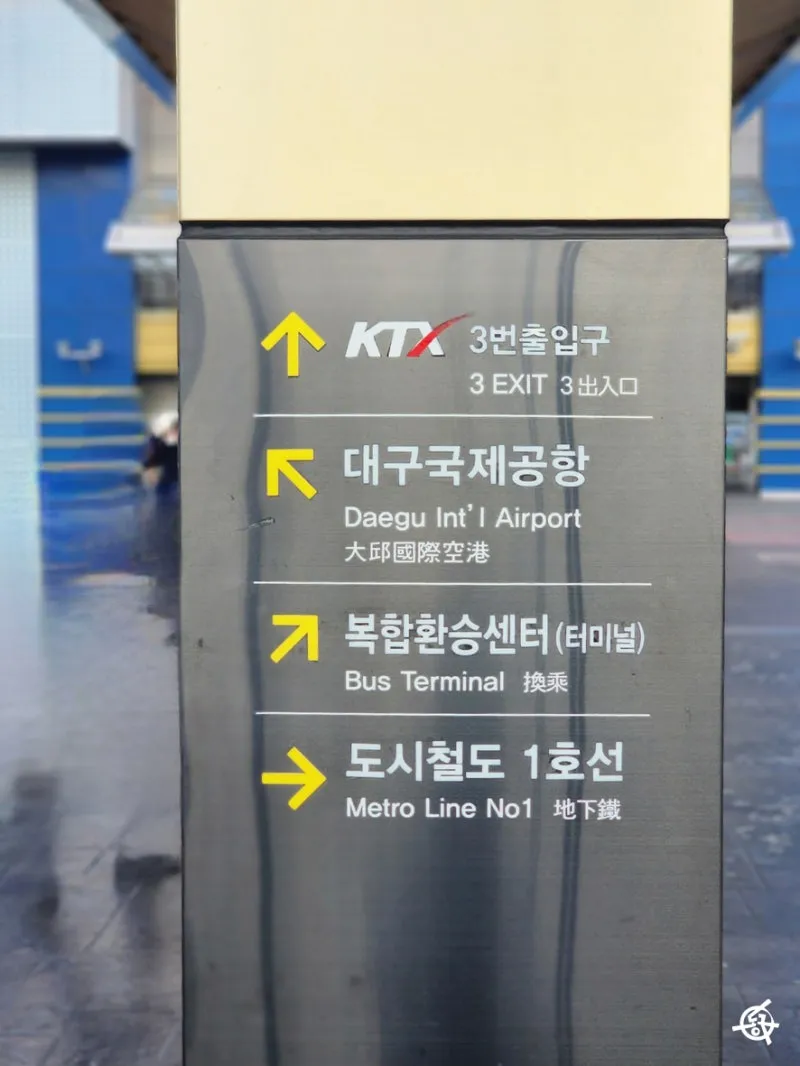 KTX 3번출입구
3 EXIT 3 出入口
대구국제공항
Daegu Int'l Airport
大邱國際空港
복합환승센터(터미널)
Bus Terminal 換乘
도시철도 1호선
Metro Line No1 地下鐵